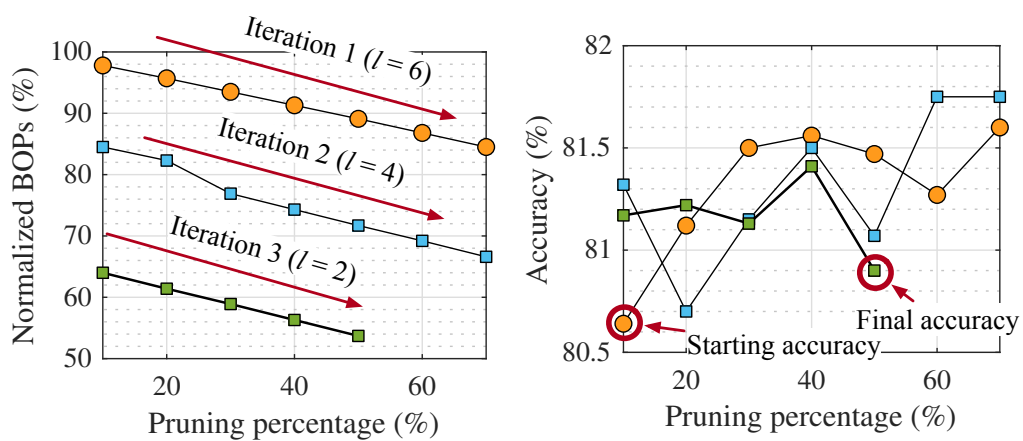 Iteration 1 (l = 6)
100
90
80
70
60
50
Normalized BOPs (%)
Iteration 2 (l = 4)
Iteration 3 (l = 2)
20
40
60
Pruning percentage (%)
82
81.5
81
80.5
Accuracy (%)
Final accuracy
Starting accuracy
20
40
60
Pruning percentage (%)